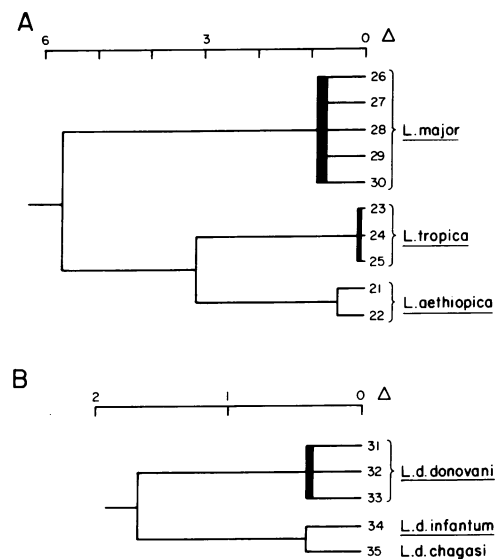 A
6 3 0 Δ
26
27
28 L.major
29
30
23
24 L.tropica
25
21
L.aethiopica
22
B
2 1 0 Δ
31
32 L.d.donovani
33
34 L.d.infantum
35 L.d.chagasi